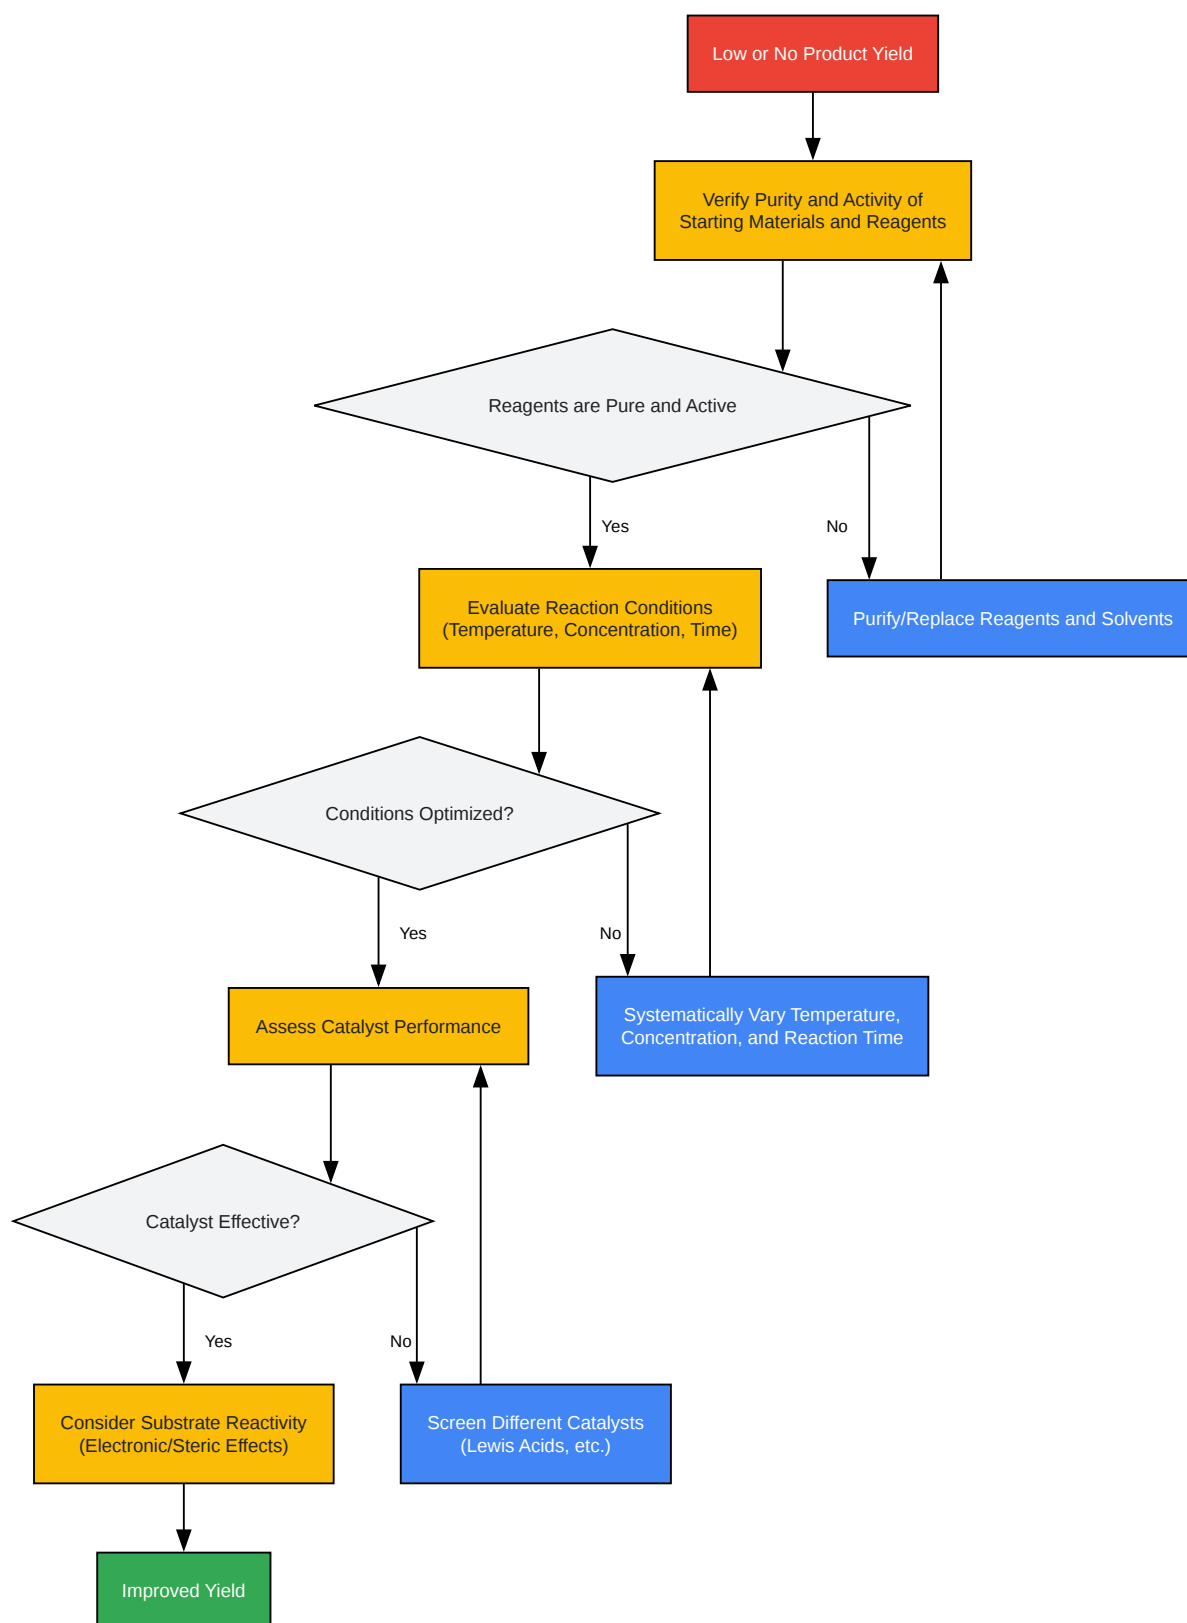 Low or No Product Yield
Verify Purity and Activity of
Starting Materials and Reagents
Reagents are Pure and Active
Yes
No
Evaluate Reaction Conditions
(Temperature, Concentration, Time)
Purify/Replace Reagents and Solvents
Conditions Optimized?
Yes
No
Assess Catalyst Performance
Systematically Vary Temperature,
Concentration, and Reaction Time
Catalyst Effective?
Yes
No
Consider Substrate Reactivity
(Electronic/Steric Effects)
Screen Different Catalysts
(Lewis Acids, etc.)
Improved Yield